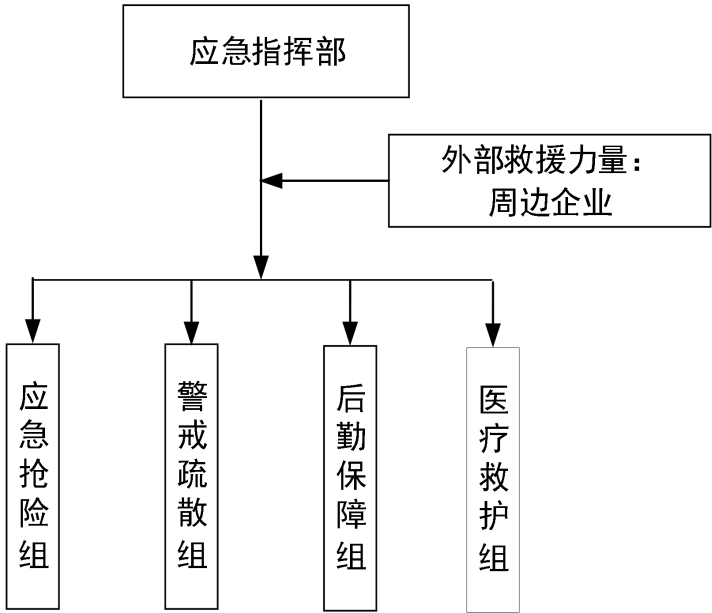 应急指挥部
外部救援力量：
周边企业
应急抢险组
警戒疏散组
后勤保障组
医疗救护组